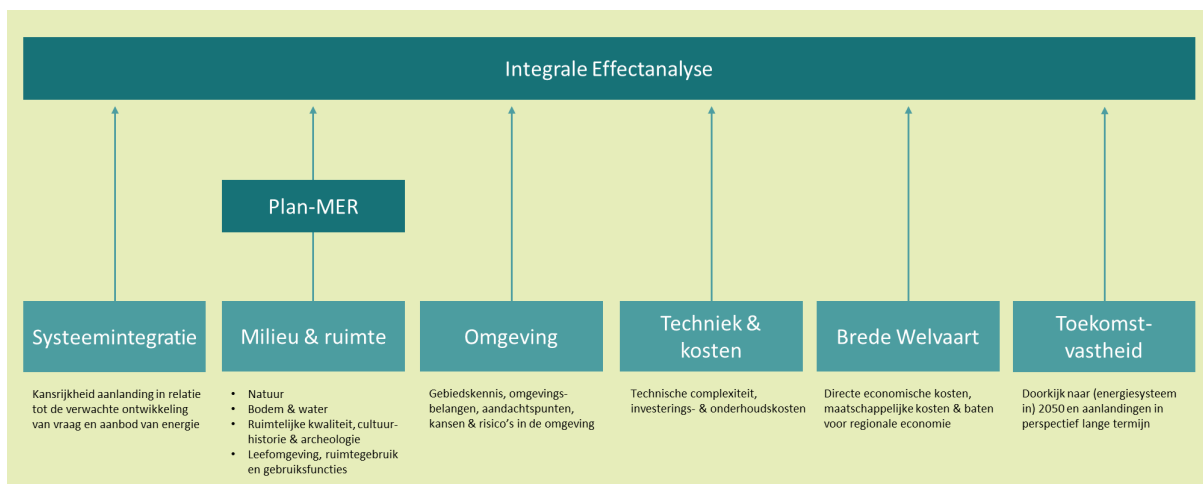 Integrale Effectanalyse
Plan-MER
Systeemintegratie
Kansrijkheid aanlanding in relatie
tot de verwachte ontwikkeling
van vraag en aanbod van energie
Milieu & ruimte
• Natuur
• Bodem & water
• Ruimtelijke kwaliteit, cultuur-
historie & archeologie
• Leefomgeving, ruimtegebruik
en gebruiksfuncties
Omgeving
Gebiedskennis, omgevings-
belangen, aandachtspunten,
kansen & risico's in de omgeving
Techniek &
kosten
Technische complexiteit,
investerings- & onderhoudskosten
Brede Welvaart
Directe economische kosten,
maatschappelijke kosten & baten
voor regionale economie
Toekomst-
vastheid
Doorkijk naar (energiesysteem
in) 2050 en aanlandingen in
perspectief lange termijn